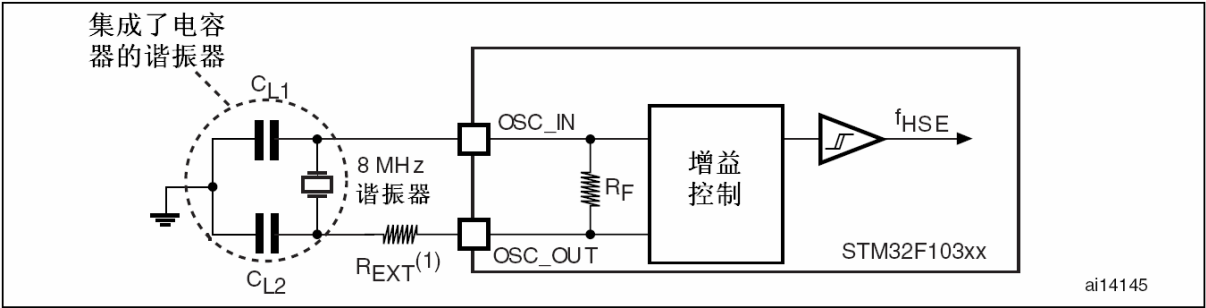 集成了电容
器的谐振器
CL1
OSC_IN
fHSE
8 MHz
谐振器
RF
增益
控制
REXT(1)
OSC_OUT
STM32F103xx
CL2
ai14145